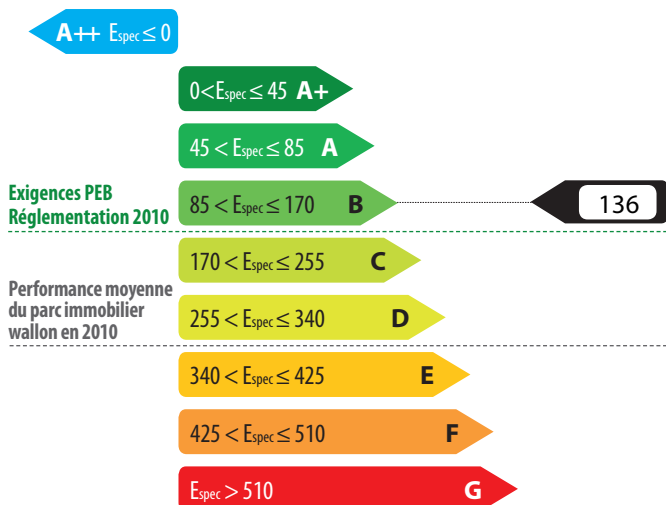 A++ Espec ≤ 0
0 < Espec ≤ 45 A+
45 < Espec ≤ 85 A
Exigences PEB
Réglementation 2010
85 < Espec ≤ 170 B
136
170 < Espec ≤ 255 C
Performance moyenne
du parc immobilier
wallon en 2010
255 < Espec ≤ 340 D
340 < Espec ≤ 425 E
425 < Espec ≤ 510 F
Espec > 510 G